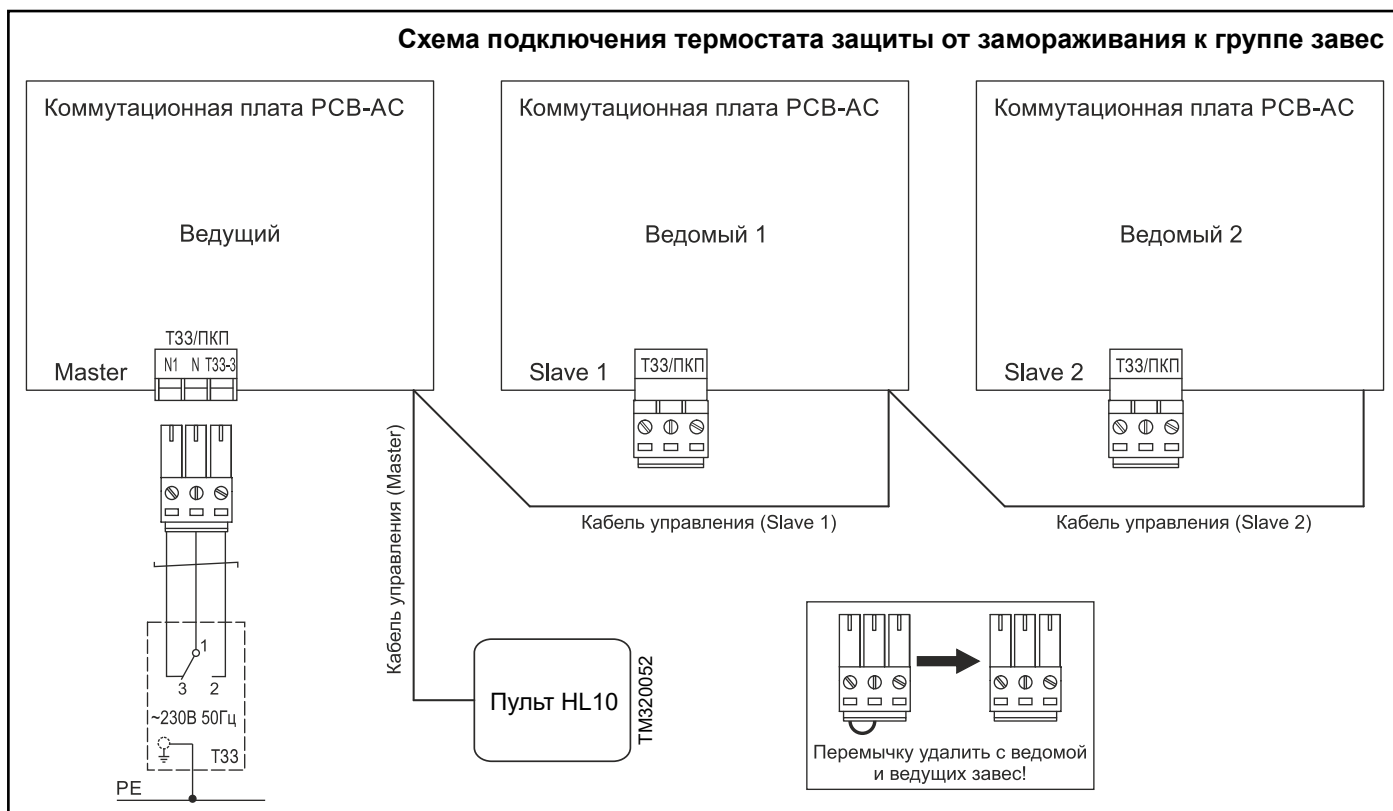 Схема подключения термостата защиты от замораживания к группе завес
Коммутационная плата PCB-AC
Коммутационная плата PCB-AC
Коммутационная плата PCB-AC
Ведущий
Ведомый 1
Ведомый 2
ТЗЗ/ПКП
N1 N ТЗЗ-3
Master
Slave 1
ТЗЗ/ПКП
Slave 2
ТЗЗ/ПКП
Кабель управления (Master)
Кабель управления (Slave 1)
Кабель управления (Slave 2)
1
3 2
~230В 50Гц
ТЗЗ
PE
Пульт HL10
TM320052
Перемычку удалить с ведомой
и ведущих завес!